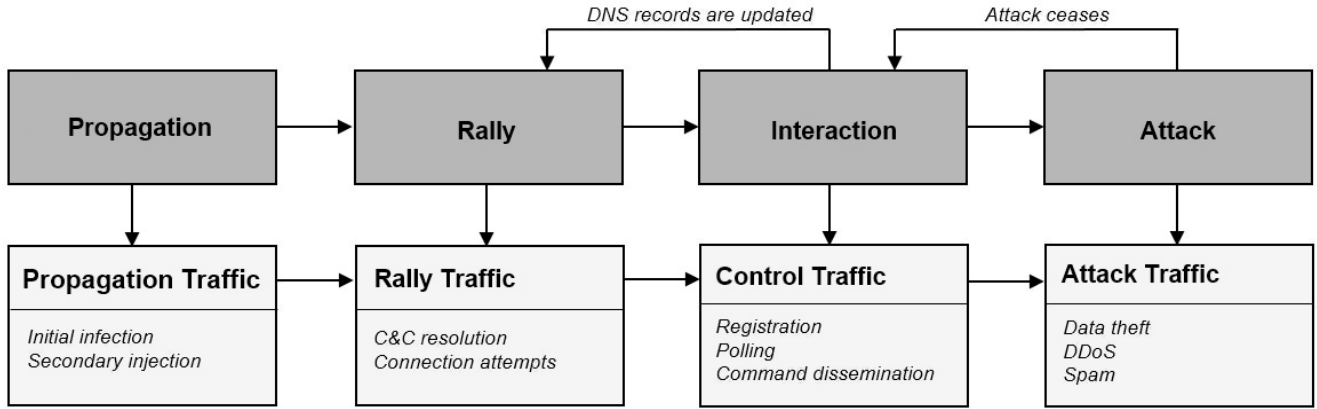 DNS records are updated
Attack ceases
Propagation
Rally
Interaction
Attack
Propagation Traffic
Initial infection
Secondary injection
Rally Traffic
C&C resolution
Connection attempts
Control Traffic
Registration
Polling
Command dissemination
Attack Traffic
Data theft
DDoS
Spam